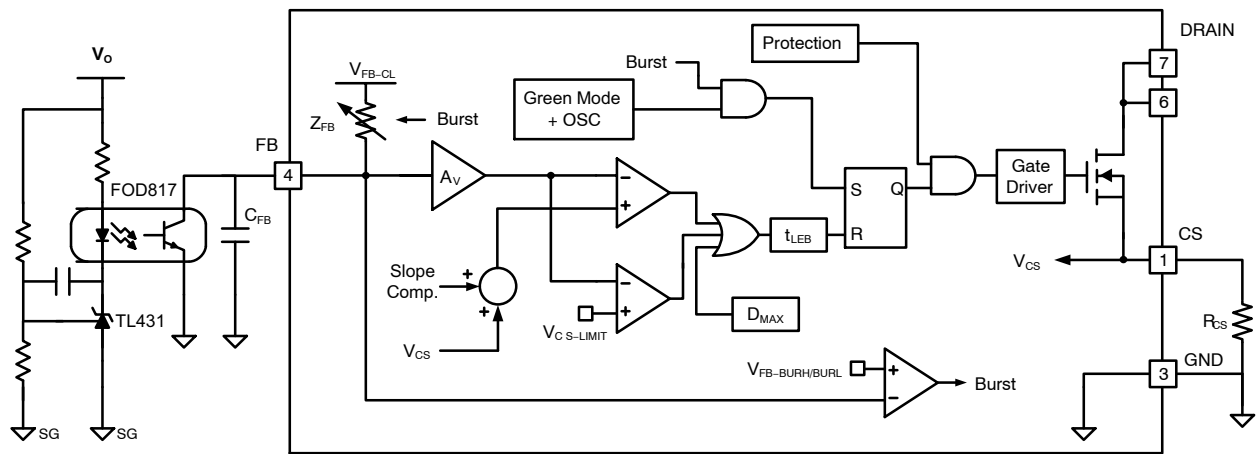 Vo
FOD817
TL431
SG
SG
CFB
FB
4
VFB-CL
ZFB
Burst
AV
Slope
Comp.
+
+
VCS
Green Mode
+ OSC
Burst
Protection
−
+
−
+
VC S-LIMIT
tLEB
DMAX
S
Q
R
VFB-BURH/BURL
+
−
Burst
Gate
Driver
DRAIN
7
6
CS
1
VCS
RCS
GND
3